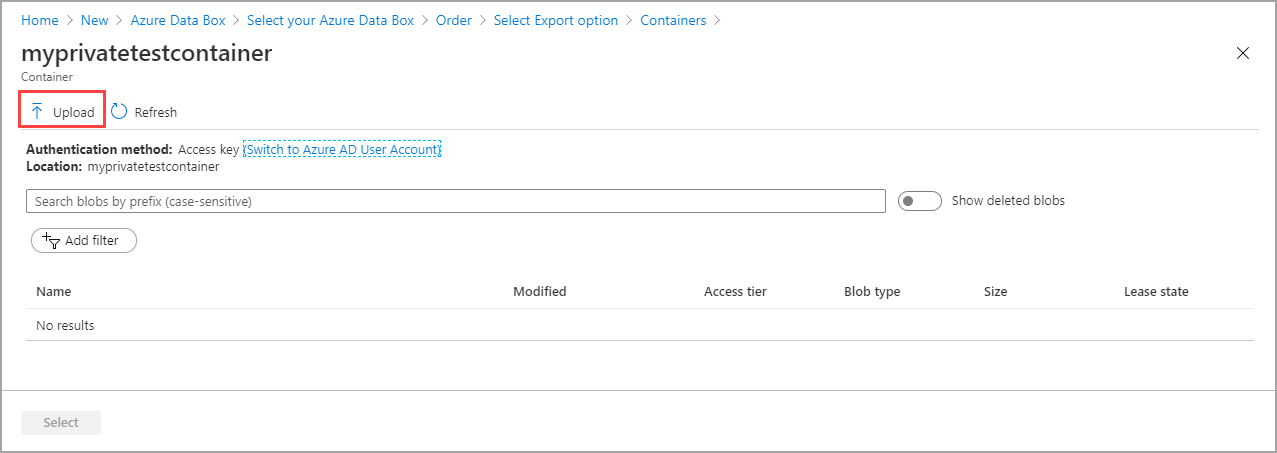 Home > New > Azure Data Box > Select your Azure Data Box > Order > Select Export option > Containers >
myprivatetestcontainer
Container
Upload Refresh
Authentication method: Access key (Switch to Azure AD User Account)
Location: myprivatetestcontainer
Search blobs by prefix (case-sensitive) Show deleted blobs
Add filter
Name Modified Access tier Blob type Size Lease state
No results
Select